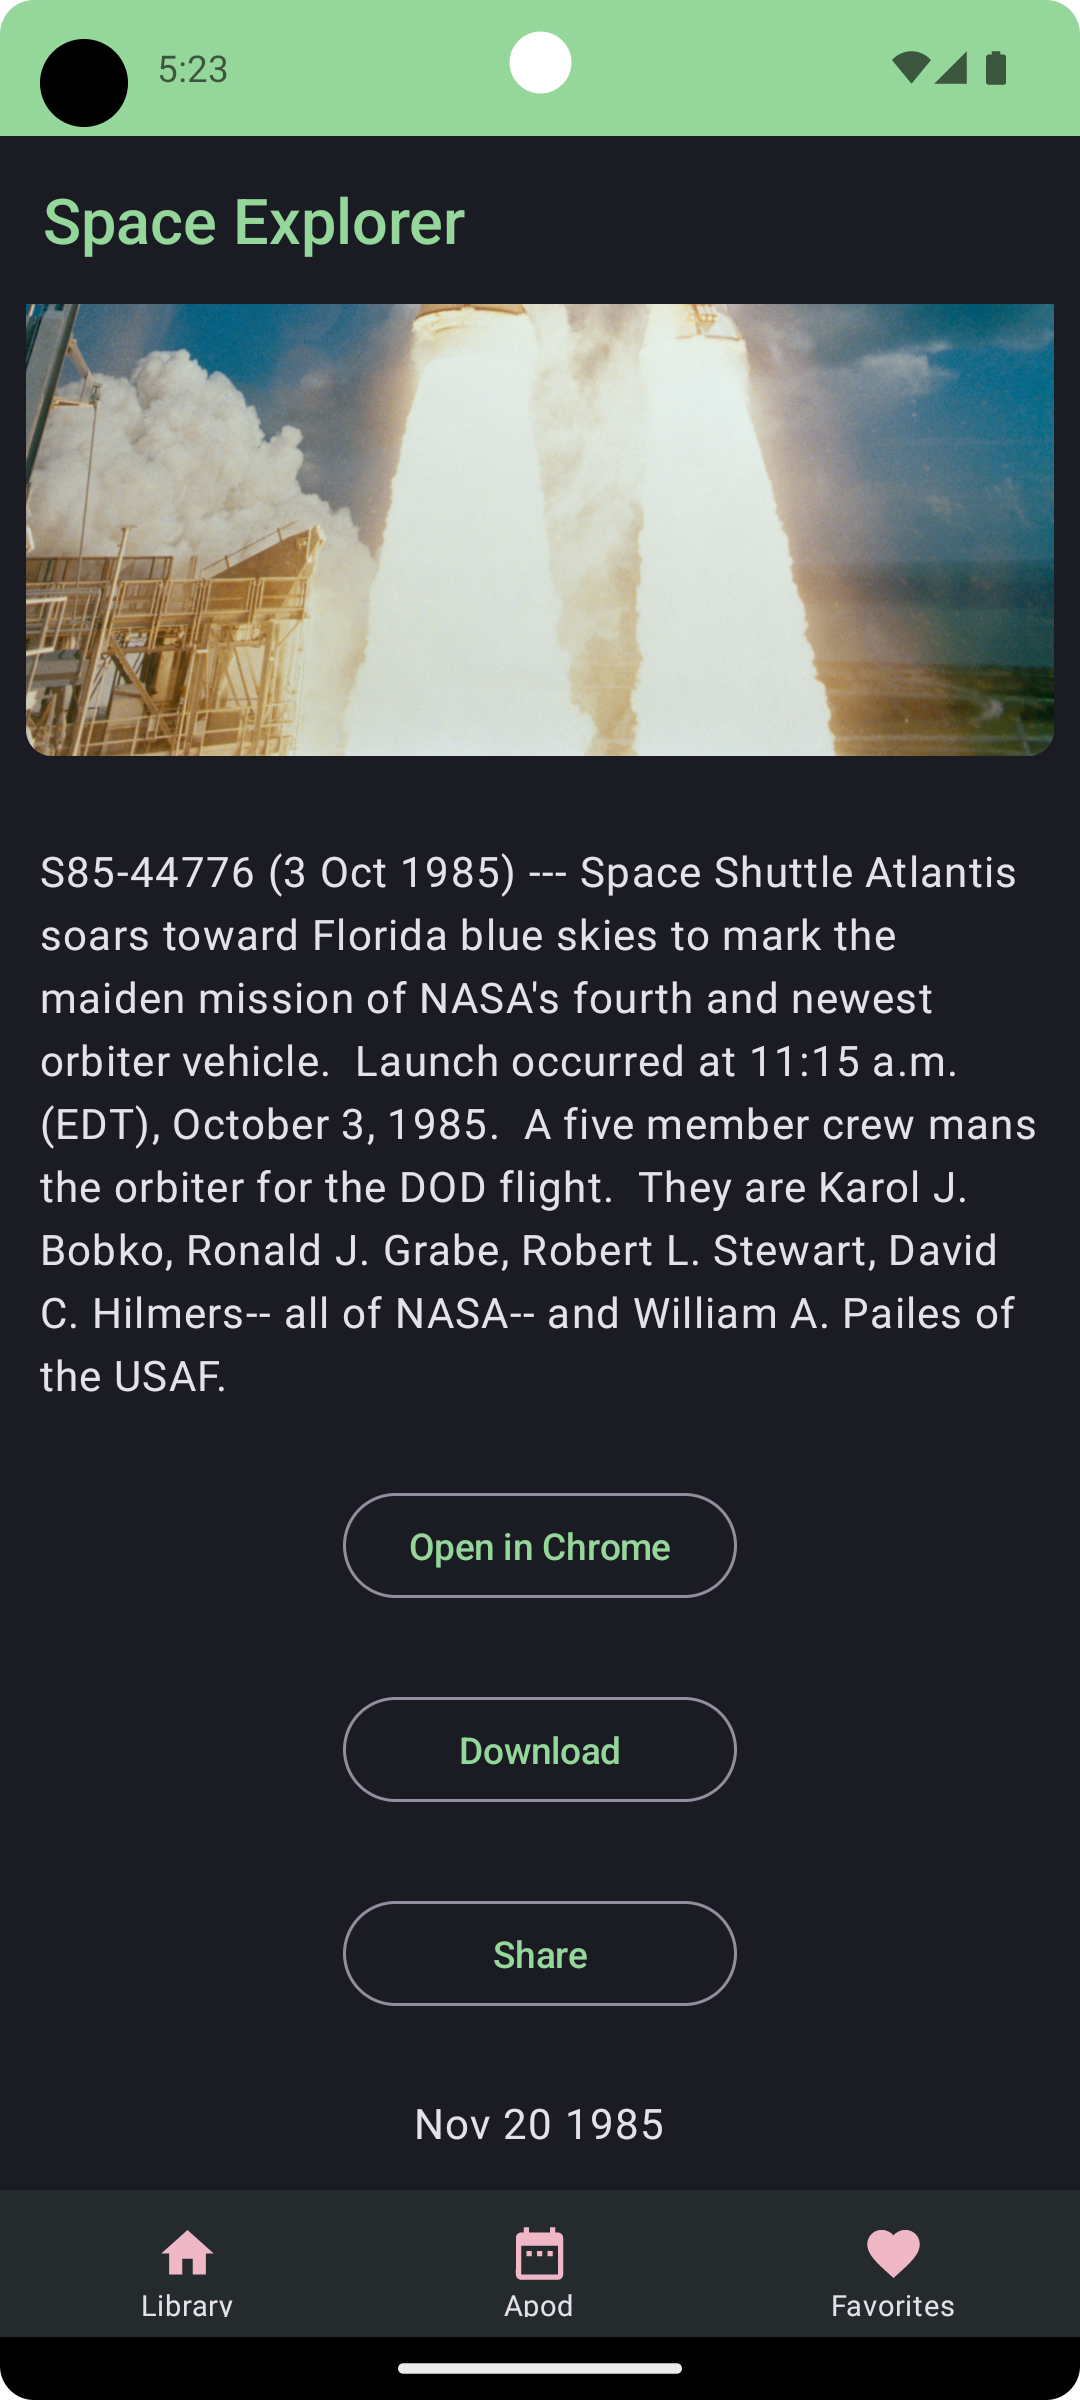 5:23
Space Explorer
S85-44776 (3 Oct 1985) --- Space Shuttle Atlantis
soars toward Florida blue skies to mark the
maiden mission of NASA's fourth and newest
orbiter vehicle.  Launch occurred at 11:15 a.m.
(EDT), October 3, 1985.  A five member crew mans
the orbiter for the DOD flight.  They are Karol J.
Bobko, Ronald J. Grabe, Robert L. Stewart, David
C. Hilmers-- all of NASA-- and William A. Pailes of
the USAF.
Open in Chrome
Download
Share
Nov 20 1985
Library
Apod
Favorites